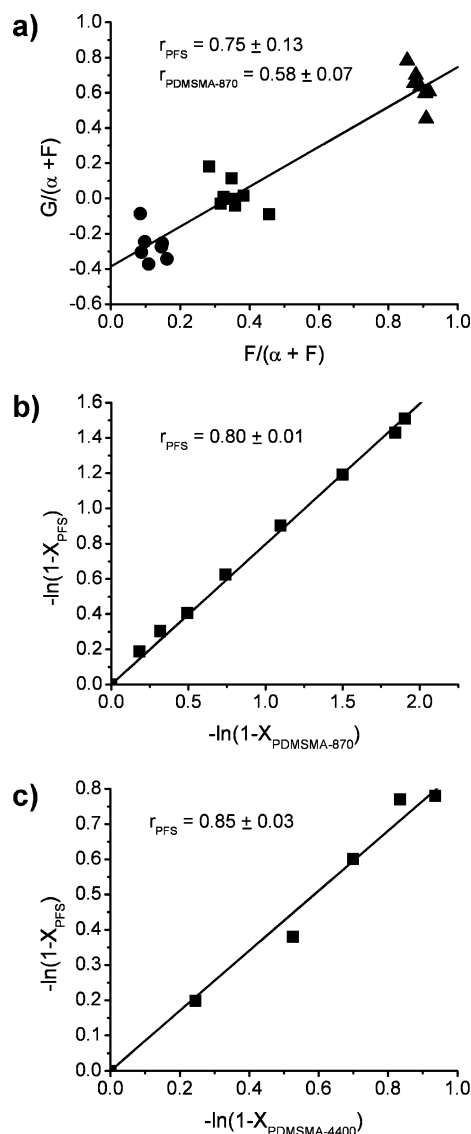 a)
r_PFS = 0.75 ± 0.13
r_PDMSMA-870 = 0.58 ± 0.07
G/(α +F)
0.8
0.6
0.4
0.2
0.0
-0.2
-0.4
-0.6
0.0 0.2 0.4 0.6 0.8 1.0
F/(α + F)
b)
r_PFS = 0.80 ± 0.01
-ln(1-X_PFS)
1.6
1.4
1.2
1.0
0.8
0.6
0.4
0.2
0.0
0.0 0.5 1.0 1.5 2.0
-ln(1-X_PDMSMA-870)
c)
r_PFS = 0.85 ± 0.03
-ln(1-X_PFS)
0.8
0.7
0.6
0.5
0.4
0.3
0.2
0.1
0.0
0.0 0.2 0.4 0.6 0.8 1.0
-ln(1-X_PDMSMA-4400)